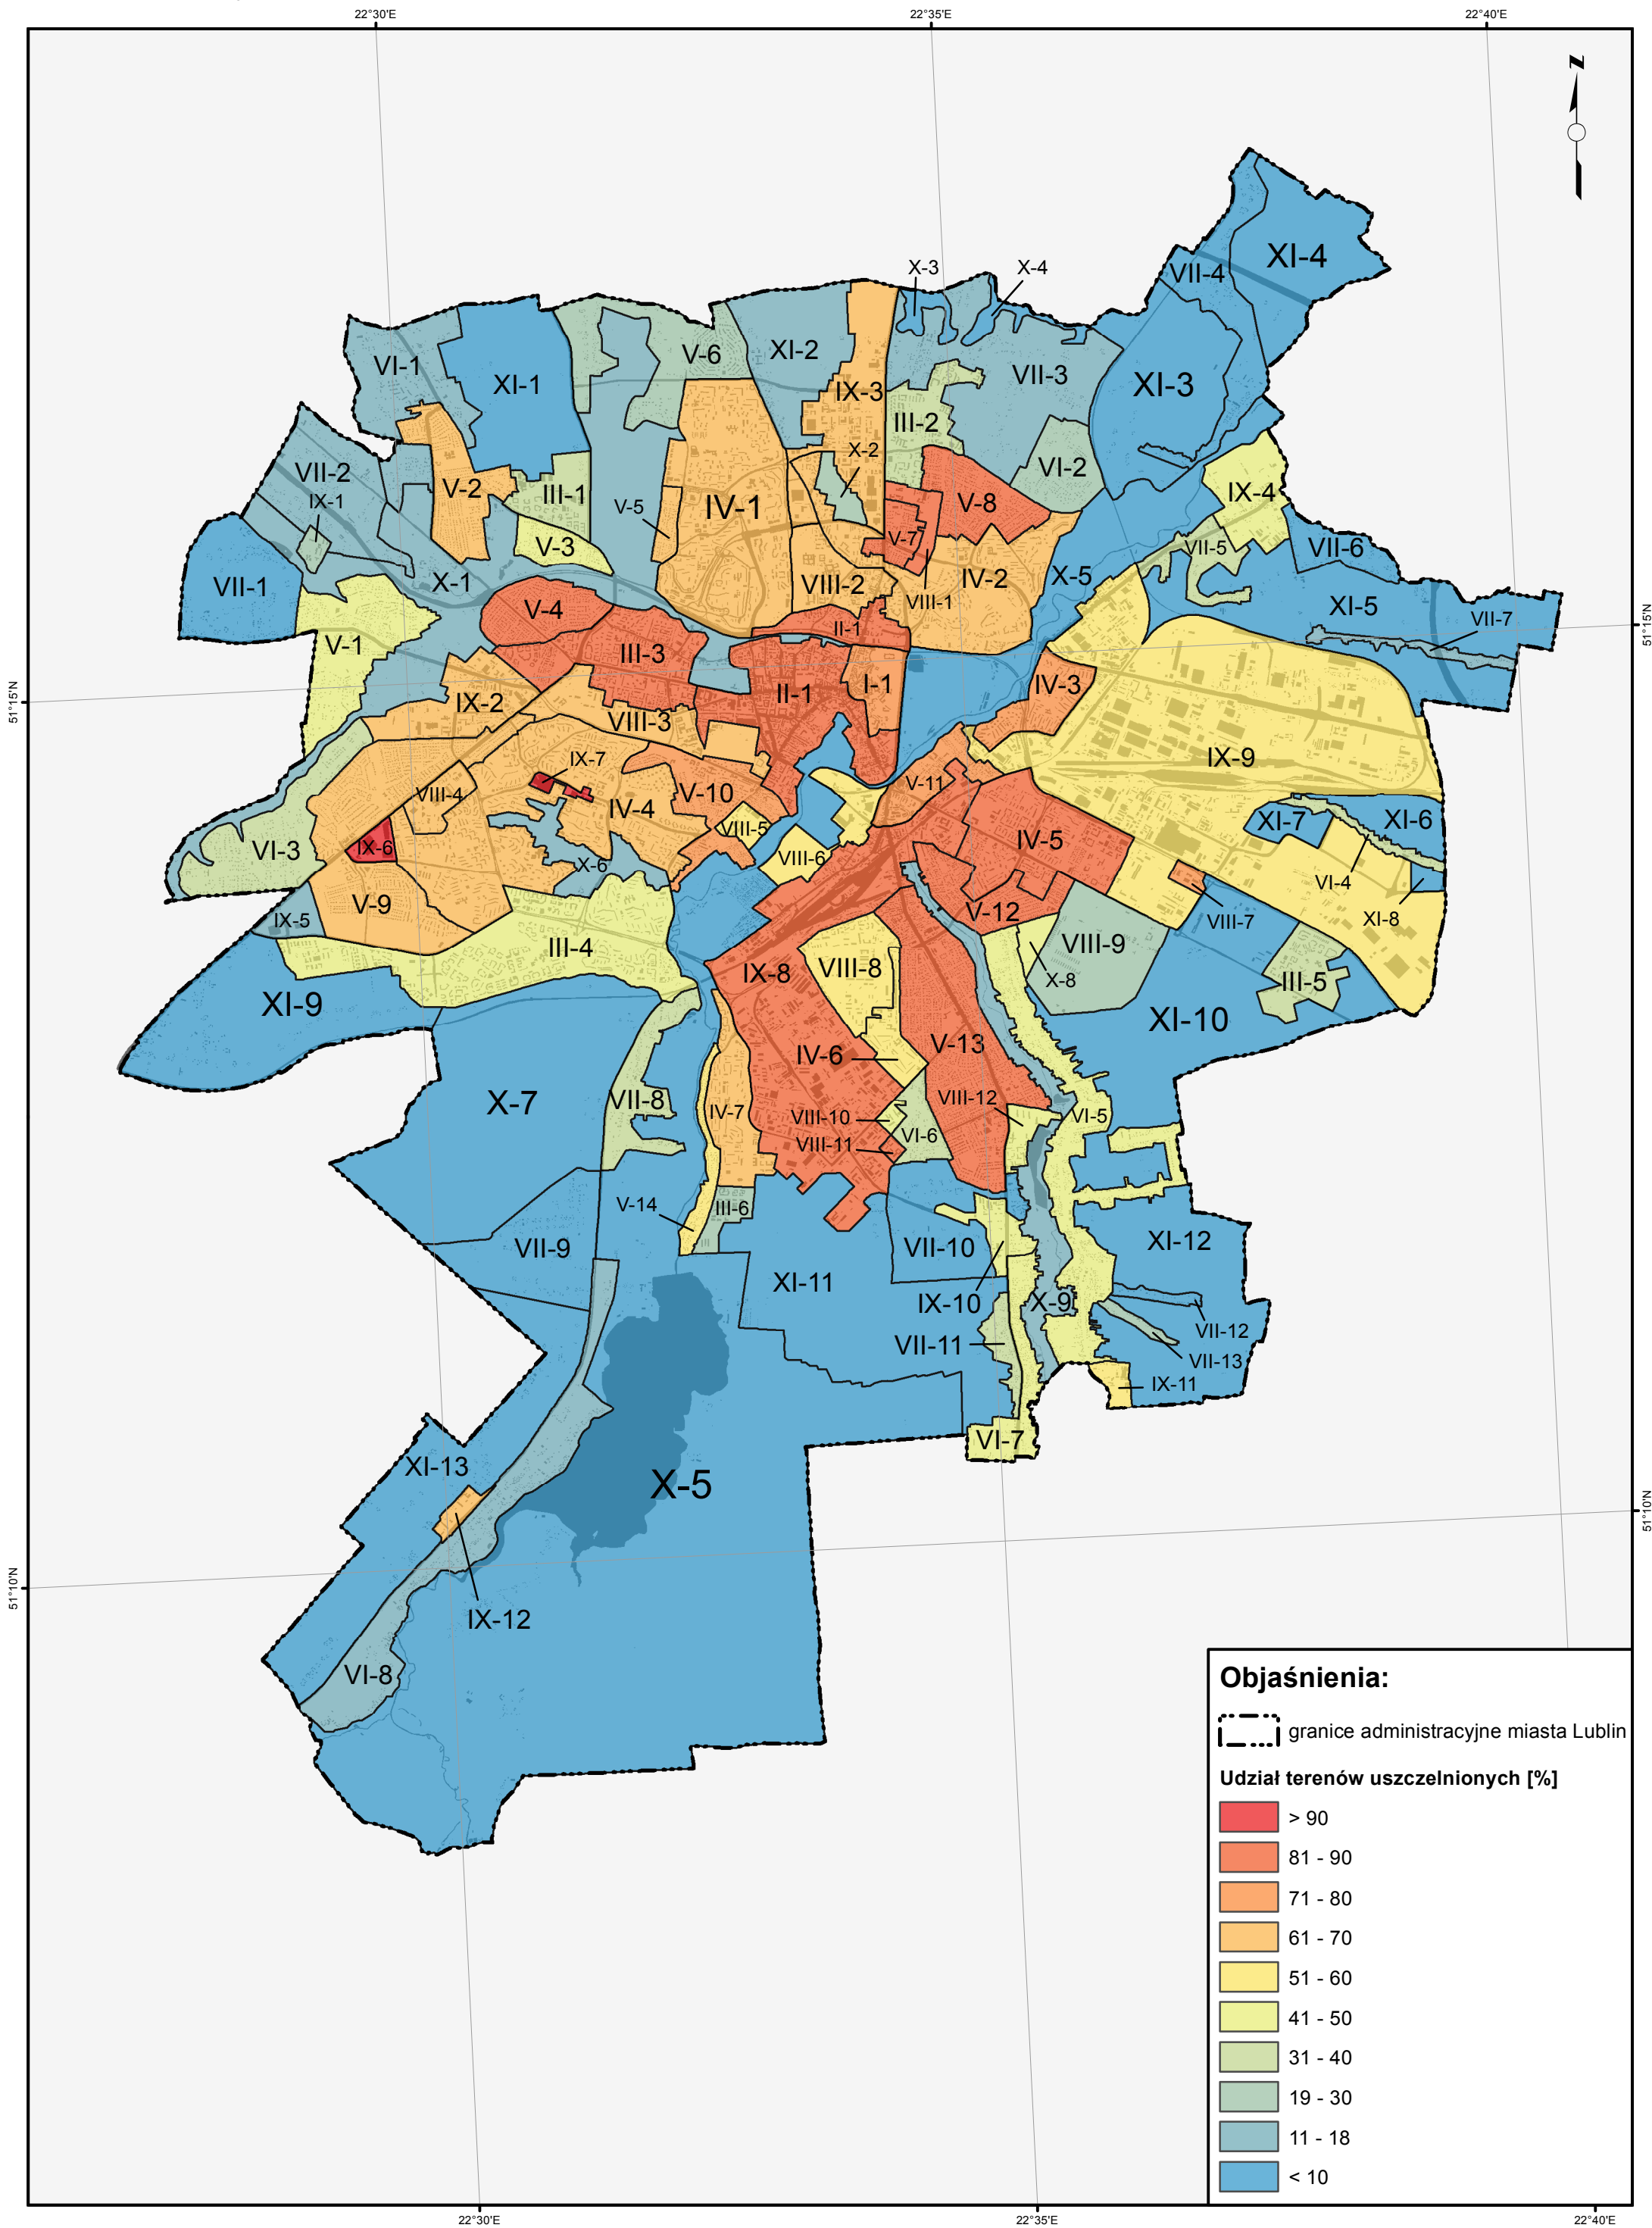 22°30'E 22°35'E 22°40'E
N
XI-4
X-3 X-4
VII-4
VI-1 V-6 XI-2
XI-1 VII-3 XI-3
IX-3
III-2
X-2
VII-2 VI-2
V-2 III-1 IX-4
IX-1 V-5 IV-1 V-8
V-3 V-7 VII-5 VII-6
VII-1 X-1 VIII-2 IV-2 X-5
VIII-1 XI-5
V-4 VII-7
II-1
V-1 III-3
51°15'N
I-1 IV-3
IX-2 II-1
51°15'N
VIII-3
IX-7 IX-9
VIII-4 V-10 V-11
IV-4
VIII-5 XI-7 XI-6
IX-6 IV-5
VI-3 X-6 VIII-6
VI-4
V-9 V-12
IX-5 XI-8
VIII-7
III-4 VIII-9
IX-8 VIII-8
X-8 III-5
XI-9
XI-10
V-13
IV-6
X-7 VII-8 VIII-12
IV-7 VIII-10 VI-5
VI-6
VIII-11
V-14 III-6
VII-9 VII-10 XI-12
XI-11
IX-10 X-9
VII-12
VII-11
VII-13
IX-11
VI-7
XI-13
X-5
51°10'N
51°10'N
IX-12
VI-8
Objaśnienia:
granice administracyjne miasta Lublin
Udział terenów uszczelnionych [%]
> 90
81 - 90
71 - 80
61 - 70
51 - 60
41 - 50
31 - 40
19 - 30
11 - 18
< 10
22°30'E 22°35'E 22°40'E